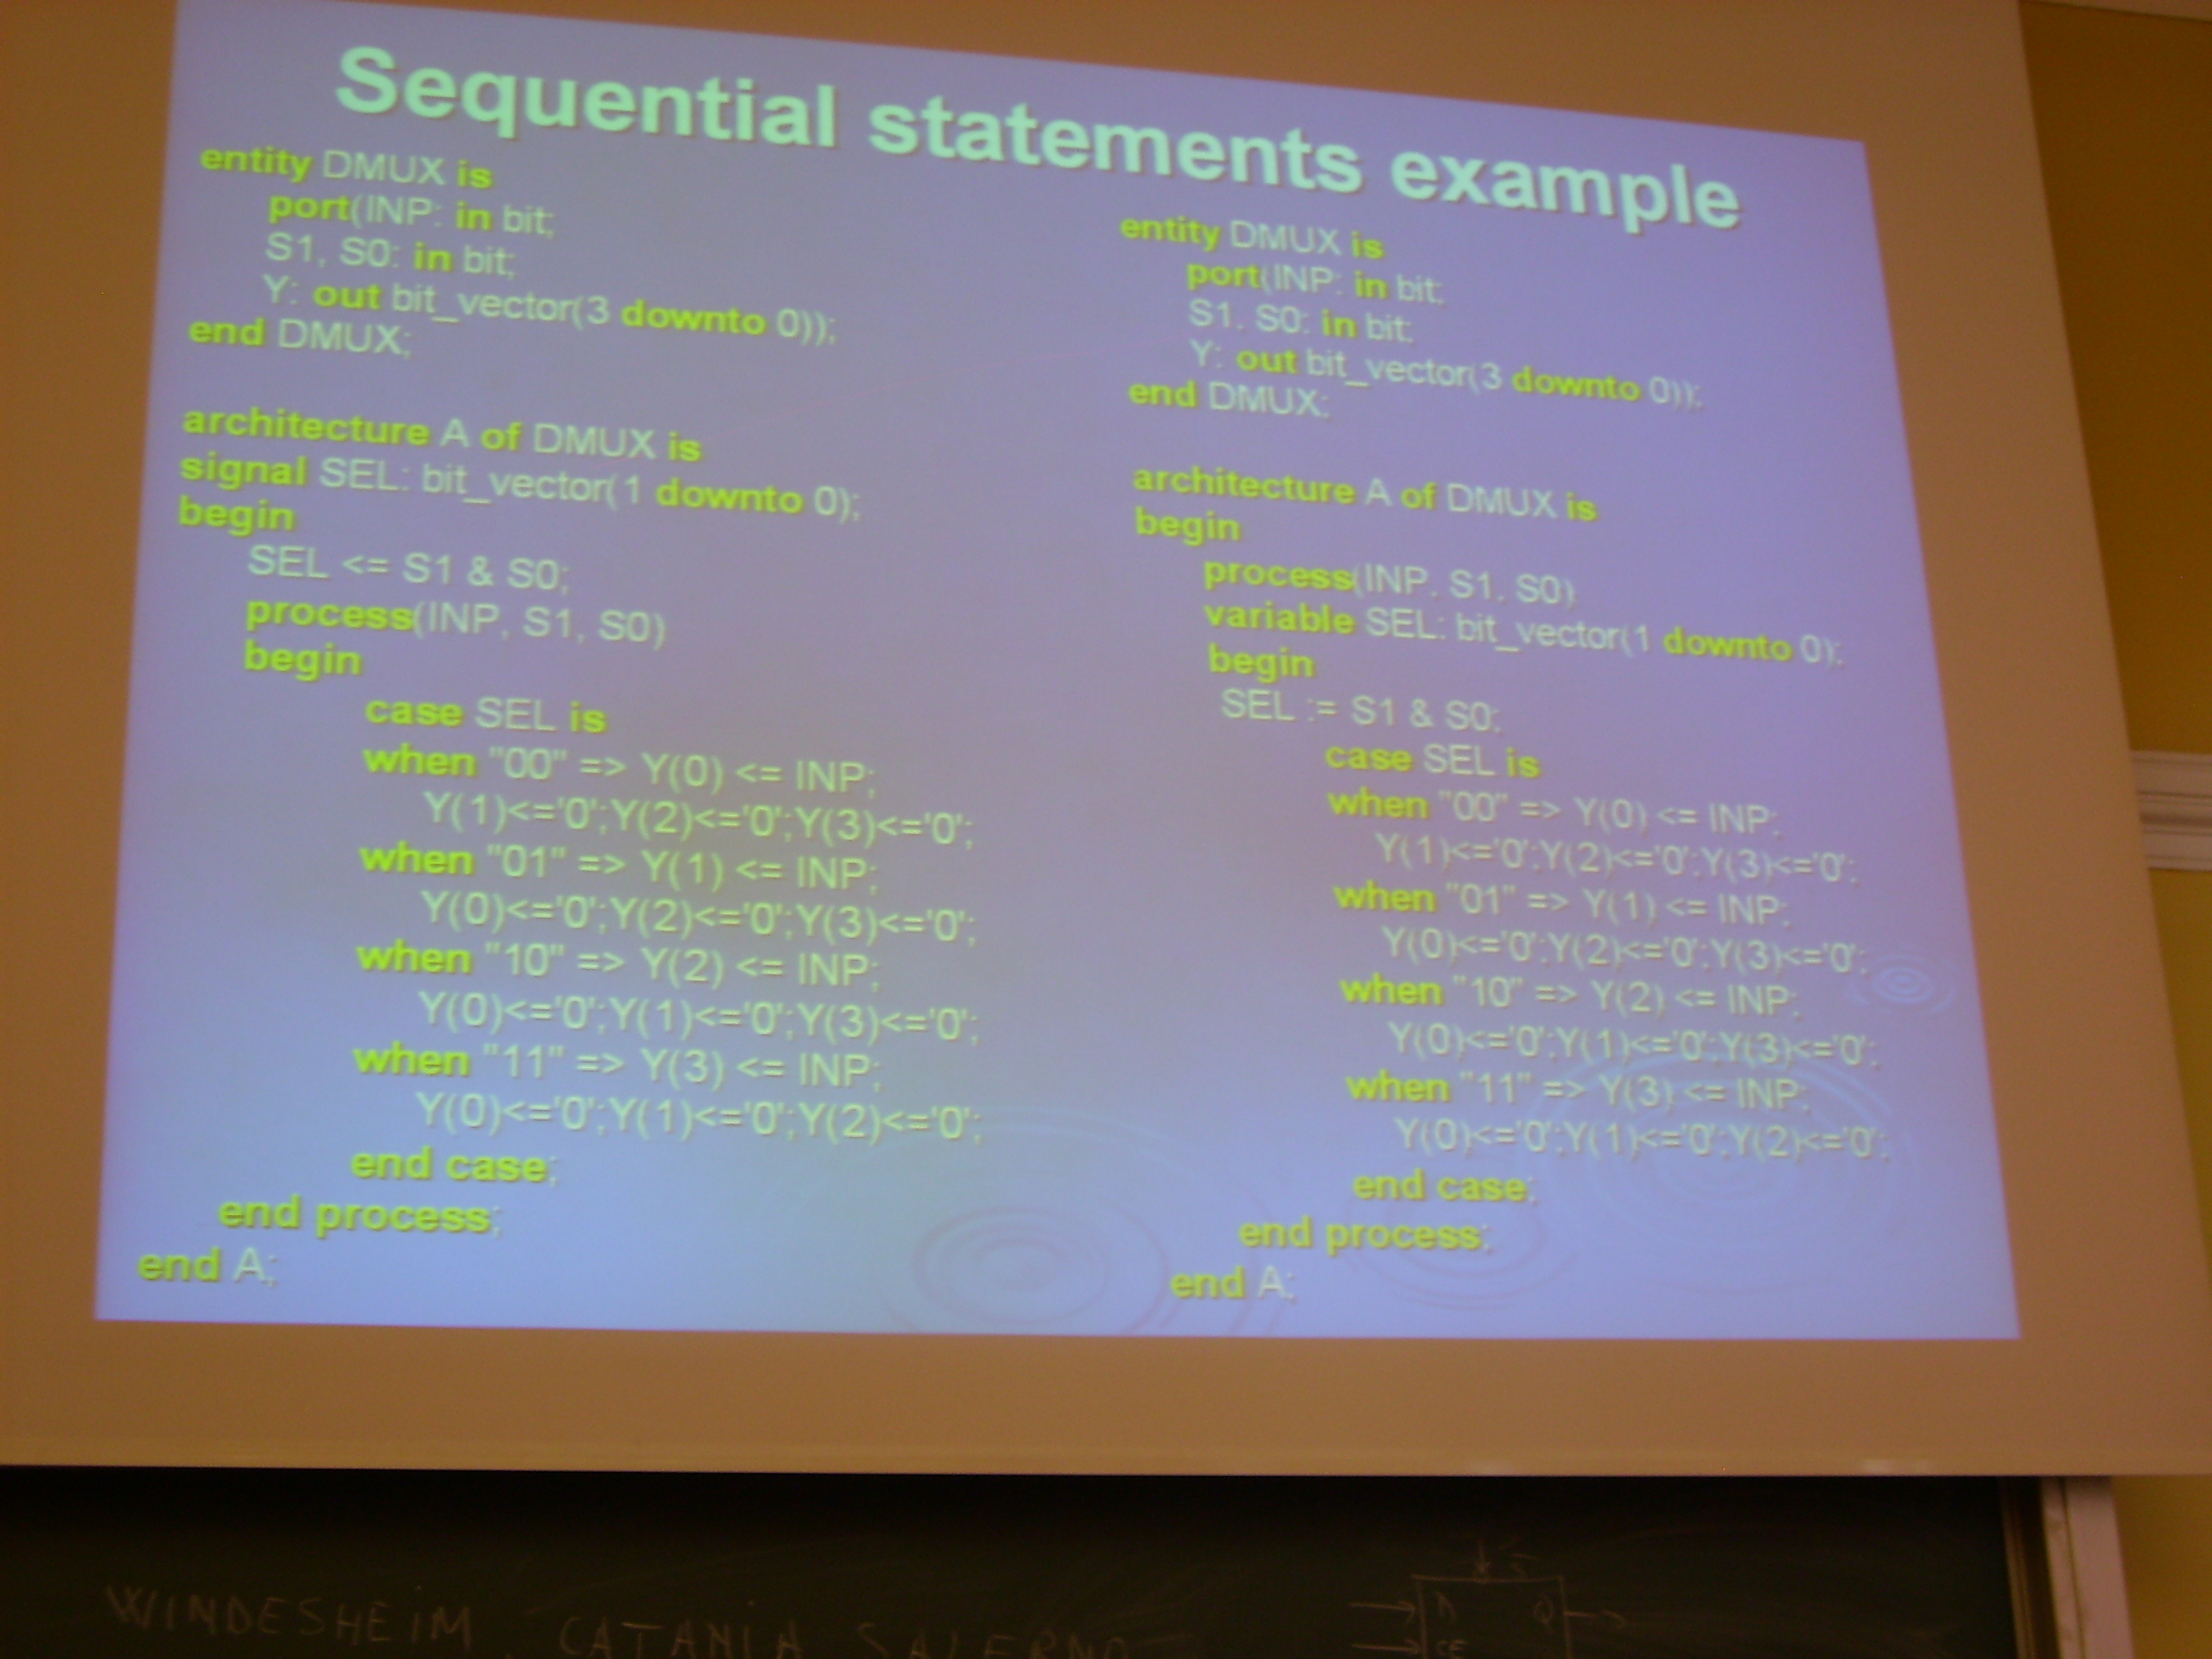 Sequential statements example
entity DMUX is
port(INP: in bit;
S1, S0: in bit;
Y: out bit_vector(3 downto 0));
end DMUX;
architecture A of DMUX is
signal SEL: bit_vector(1 downto 0);
begin
SEL <= S1 & S0;
process(INP, S1, S0)
begin
case SEL is
when "00" => Y(0) <= INP;
Y(1)<='0';Y(2)<='0';Y(3)<='0';
when "01" => Y(1) <= INP;
Y(0)<='0';Y(2)<='0';Y(3)<='0';
when "10" => Y(2) <= INP;
Y(0)<='0';Y(1)<='0';Y(3)<='0';
when "11" => Y(3) <= INP;
Y(0)<='0';Y(1)<='0';Y(2)<='0';
end case;
end process;
end A;
entity DMUX is
port(INP: in bit;
S1, S0: in bit;
Y: out bit_vector(3 downto 0));
end DMUX;
architecture A of DMUX is
begin
process(INP, S1, S0)
variable SEL: bit_vector(1 downto 0);
begin
SEL := S1 & S0;
case SEL is
when "00" => Y(0) <= INP;
Y(1)<='0';Y(2)<='0';Y(3)<='0';
when "01" => Y(1) <= INP;
Y(0)<='0';Y(2)<='0';Y(3)<='0';
when "10" => Y(2) <= INP;
Y(0)<='0';Y(1)<='0';Y(3)<='0';
when "11" => Y(3) <= INP;
Y(0)<='0';Y(1)<='0';Y(2)<='0';
end case;
end process;
end A;
WINDESHEIM, CATANIA SALERNO
S
D Q
CE